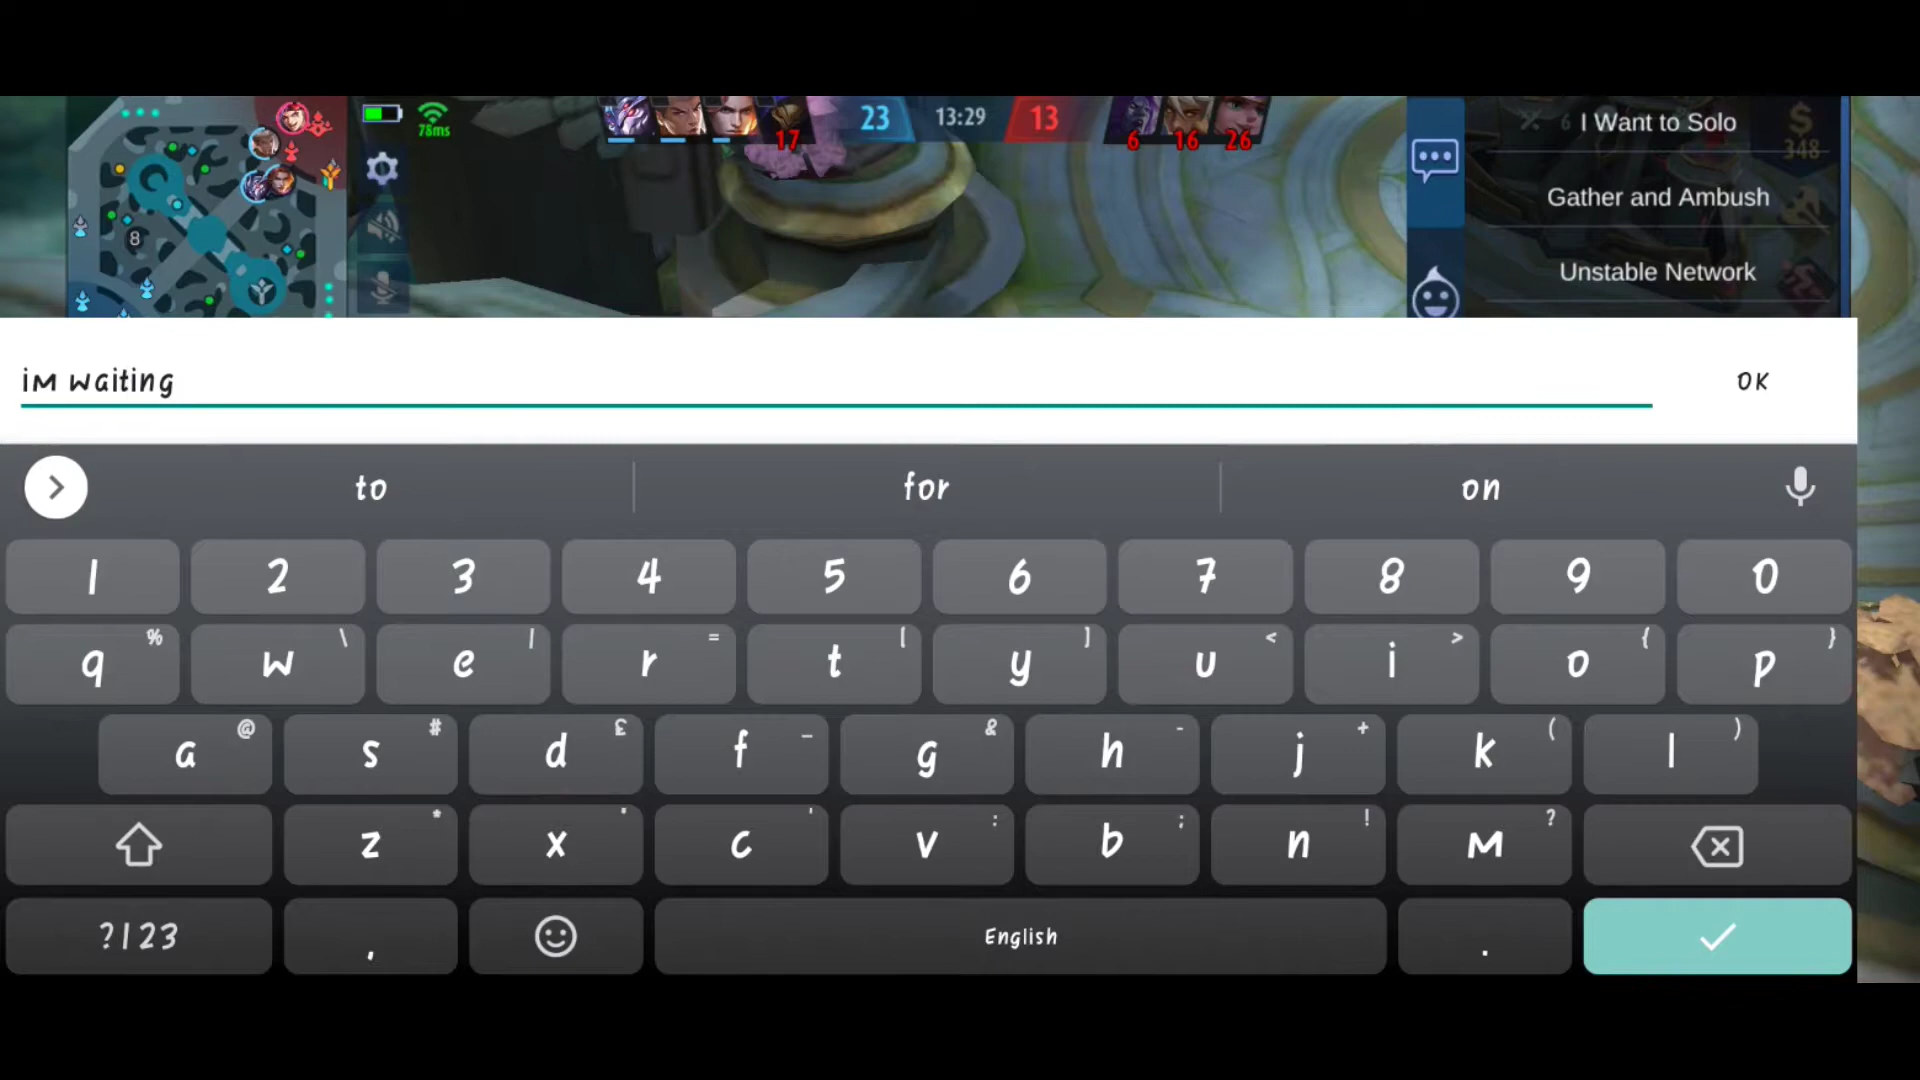 78ms
17
23
13:29
13
6
16
26
6
I Want to Solo
348
Gather and Ambush
8
Unstable Network
im waiting
OK
to for on
1 2 3 4 5 6 7 8 9 0
% \ | = [ ] < > { }
q w e r t y u i o p
@ # £ _ & - + ( )
a s d f g h j k l
* " ' : ; ! ?
z x c v b n m
?123 , English .